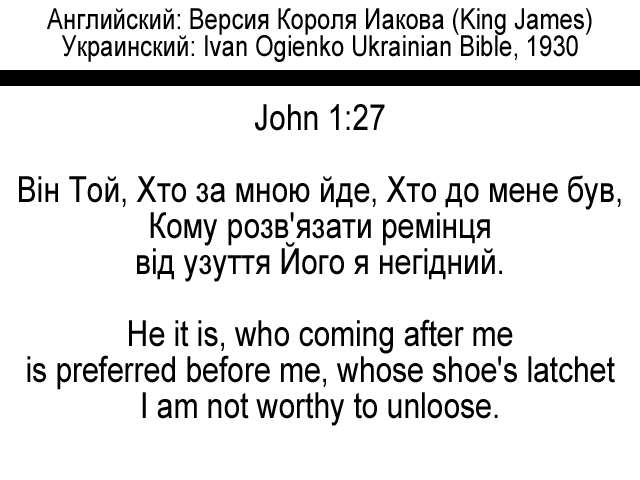 Английский: Версия Короля Иакова (King James)
Украинский: Ivan Ogienko Ukrainian Bible, 1930
John 1:27
Він Той, Хто за мною йде, Хто до мене був,
Кому розв'язати ремінця
від узуття Його я негідний.
He it is, who coming after me
is preferred before me, whose shoe's latchet
I am not worthy to unloose.